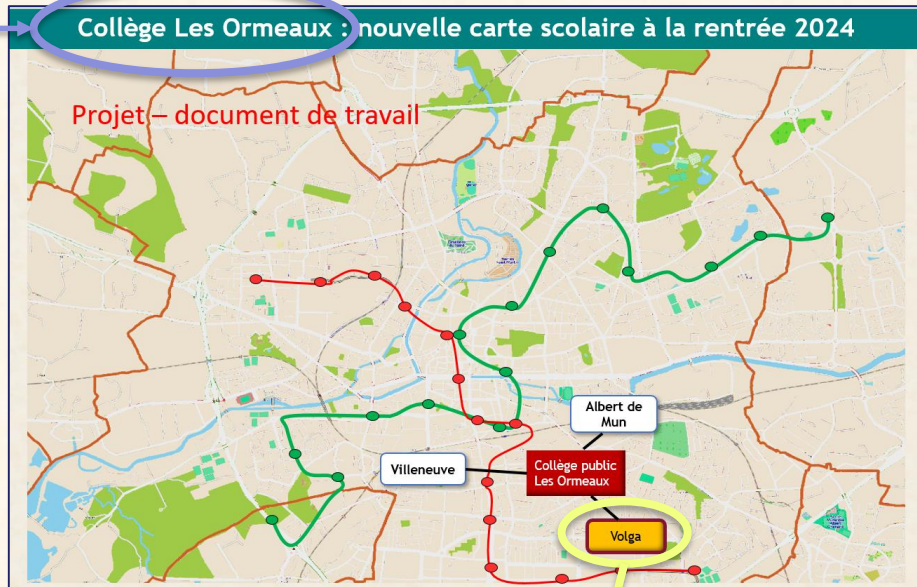 Collège Les Ormeaux : nouvelle carte scolaire à la rentrée 2024
Projet – document de travail
Albert de
Mun
Villeneuve
Collège public
Les Ormeaux
Volga